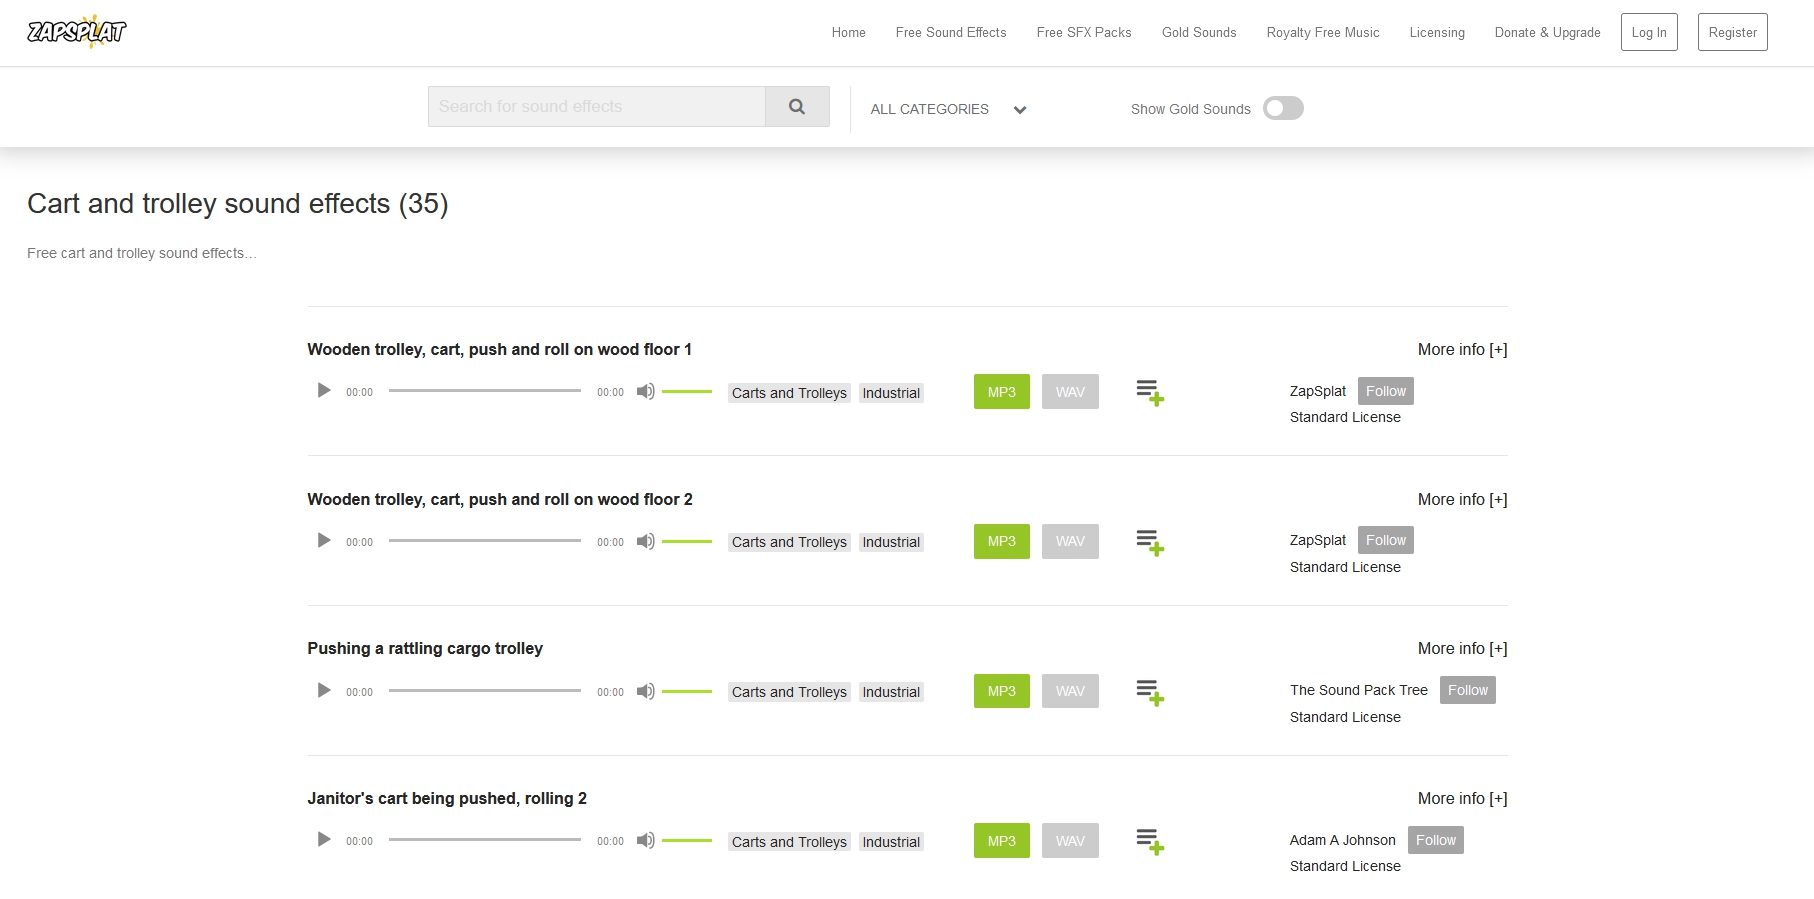 ZAPSPLAT
Home Free Sound Effects Free SFX Packs Gold Sounds Royalty Free Music Licensing Donate & Upgrade Log In Register
Search for sound effects ALL CATEGORIES Show Gold Sounds
Cart and trolley sound effects (35)
Free cart and trolley sound effects...
Wooden trolley, cart, push and roll on wood floor 1 More info [+]
00:00 00:00 Carts and Trolleys Industrial MP3 WAV ZapSplat Follow
Standard License
Wooden trolley, cart, push and roll on wood floor 2 More info [+]
00:00 00:00 Carts and Trolleys Industrial MP3 WAV ZapSplat Follow
Standard License
Pushing a rattling cargo trolley More info [+]
00:00 00:00 Carts and Trolleys Industrial MP3 WAV The Sound Pack Tree Follow
Standard License
Janitor's cart being pushed, rolling 2 More info [+]
00:00 00:00 Carts and Trolleys Industrial MP3 WAV Adam A Johnson Follow
Standard License